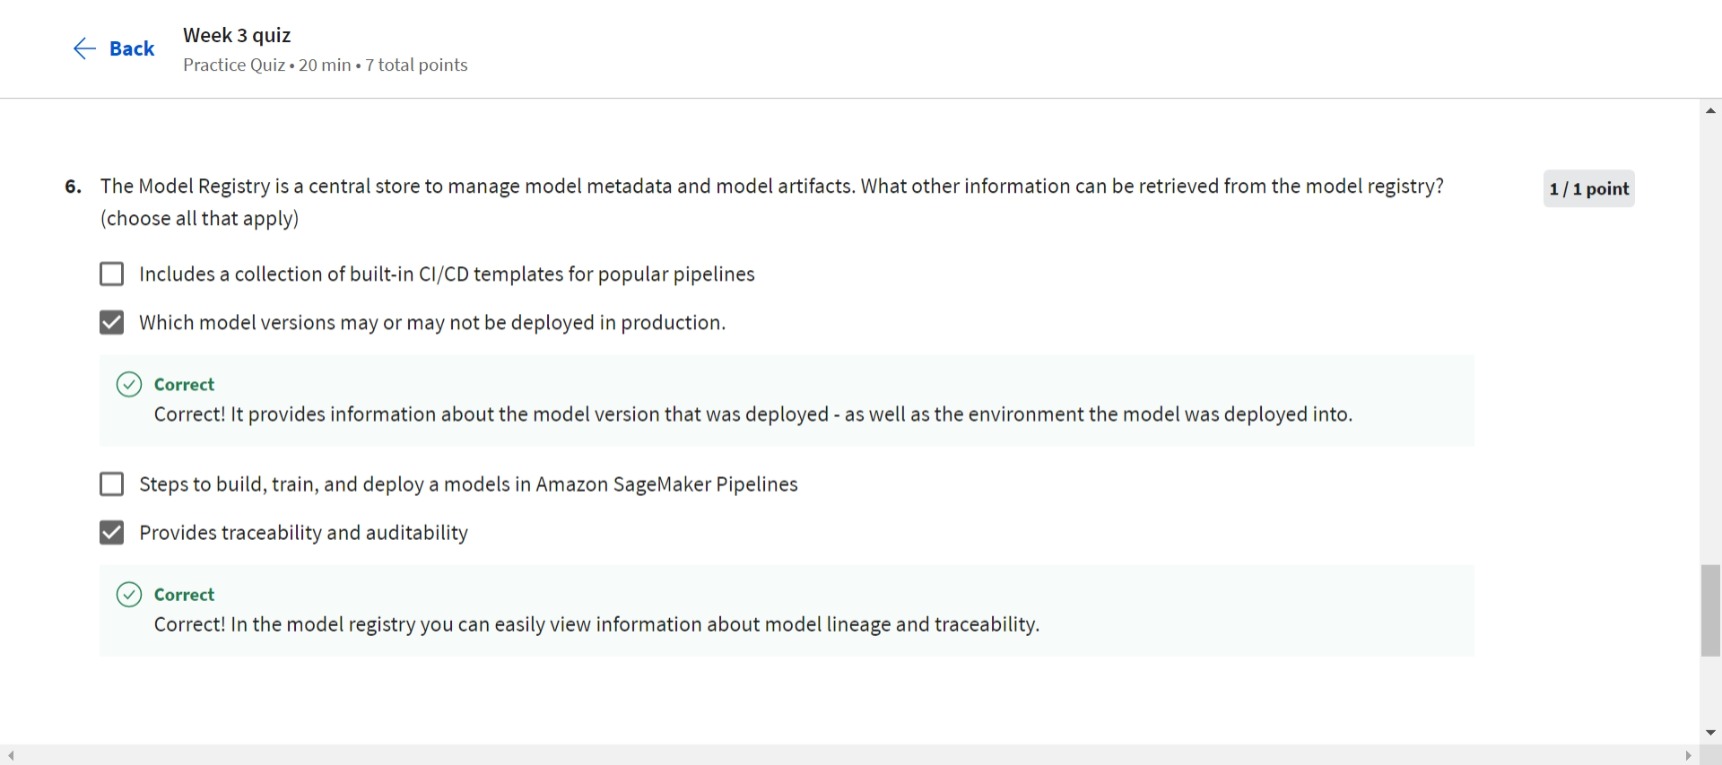 Back
Week 3 quiz
Practice Quiz • 20 min • 7 total points
6. The Model Registry is a central store to manage model metadata and model artifacts. What other information can be retrieved from the model registry?
(choose all that apply)
1 / 1 point
Includes a collection of built-in CI/CD templates for popular pipelines
Which model versions may or may not be deployed in production.
Correct
Correct! It provides information about the model version that was deployed - as well as the environment the model was deployed into.
Steps to build, train, and deploy a models in Amazon SageMaker Pipelines
Provides traceability and auditability
Correct
Correct! In the model registry you can easily view information about model lineage and traceability.